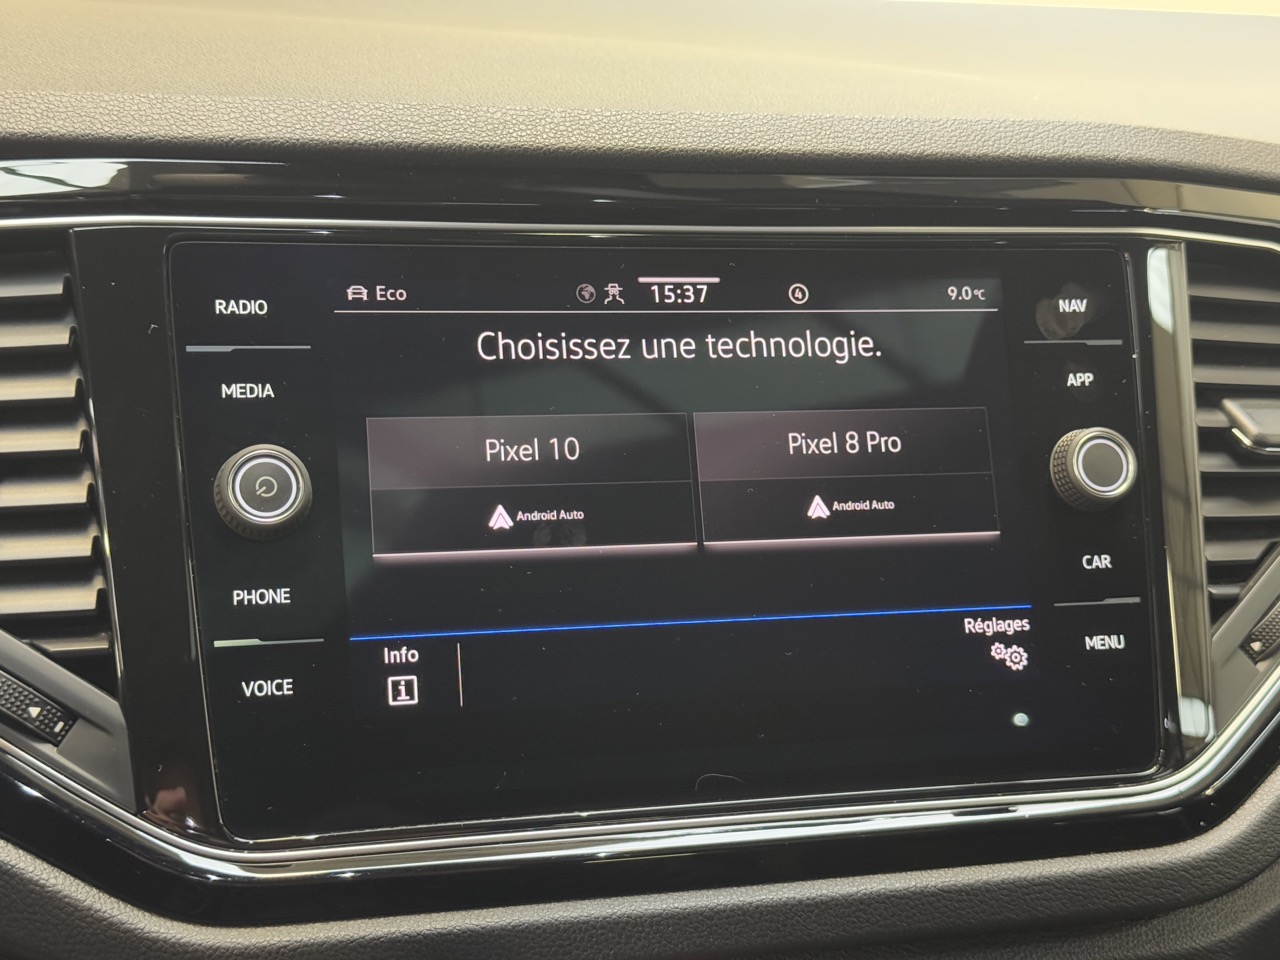 RADIO
MEDIA
PHONE
VOICE
Eco
15:37
4
9.0°C
Choisissez une technologie.
Pixel 10
Android Auto
Pixel 8 Pro
Android Auto
Info
i
Réglages
NAV
APP
CAR
MENU